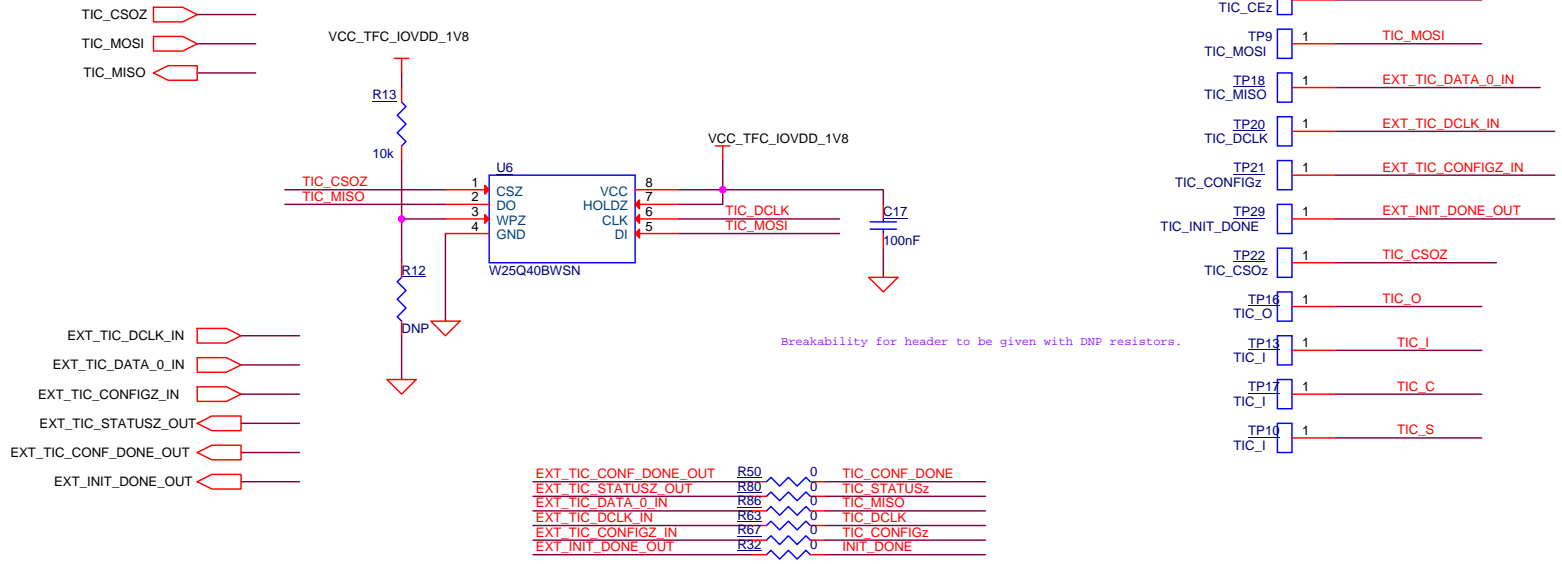 TIC_CSOZ
TIC_MOSI
TIC_MISO
VCC_TFC_IOVDD_1V8
R13
10k
VCC_TFC_IOVDD_1V8
U6
TIC_CSOZ 1 CSZ VCC 8
TIC_MISO 2 DO HOLDZ 7
3 WPZ CLK 6 TIC_DCLK
4 GND DI 5 TIC_MOSI
W25Q40BWSN
C17
100nF
R12
DNP
EXT_TIC_DCLK_IN
EXT_TIC_DATA_0_IN
EXT_TIC_CONFIGZ_IN
EXT_TIC_STATUSZ_OUT
EXT_TIC_CONF_DONE_OUT
EXT_INIT_DONE_OUT
Breakability for header to be given with DNP resistors.
EXT_TIC_CONF_DONE_OUT R50 0 TIC_CONF_DONE
EXT_TIC_STATUSZ_OUT R80 0 TIC_STATUSz
EXT_TIC_DATA_0_IN R86 0 TIC_MISO
EXT_TIC_DCLK_IN R63 0 TIC_DCLK
EXT_TIC_CONFIGZ_IN R67 0 TIC_CONFIGz
EXT_INIT_DONE_OUT R32 0 INIT_DONE
TIC_CEz
TP9 1 TIC_MOSI
TIC_MOSI
TP18 1 EXT_TIC_DATA_0_IN
TIC_MISO
TP20 1 EXT_TIC_DCLK_IN
TIC_DCLK
TP21 1 EXT_TIC_CONFIGZ_IN
TIC_CONFIGz
TP29 1 EXT_INIT_DONE_OUT
TIC_INIT_DONE
TP22 1 TIC_CSOZ
TIC_CSOz
TP16 1 TIC_O
TIC_O
TP13 1 TIC_I
TIC_I
TP17 1 TIC_C
TIC_I
TP10 1 TIC_S
TIC_I